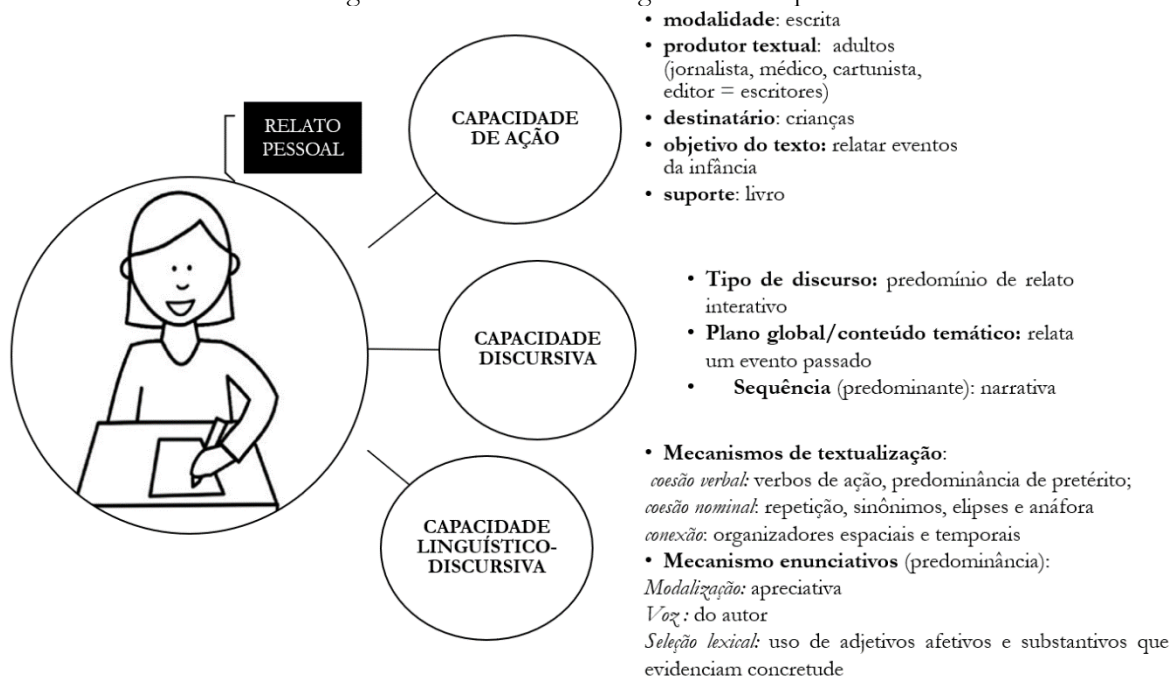 RELATO
PESSOAL
CAPACIDADE
DE AÇÃO
• modalidade: escrita
• produtor textual: adultos
(jornalista, médico, cartunista,
editor = escritores)
• destinatário: crianças
• objetivo do texto: relatar eventos
da infância
• suporte: livro
CAPACIDADE
DISCURSIVA
• Tipo de discurso: predomínio de relato
interativo
• Plano global/conteúdo temático: relata
um evento passado
• Sequência (predominante): narrativa
CAPACIDADE
LINGUÍSTICO-
DISCURSIVA
• Mecanismos de textualização:
coesão verbal: verbos de ação, predominância de pretérito;
coesão nominal: repetição, sinônimos, elipses e anáfora
conexão: organizadores espaciais e temporais
• Mecanismo enunciativos (predominância):
Modalização: apreciativa
Voz : do autor
Seleção lexical: uso de adjetivos afetivos e substantivos que
evidenciam concretude